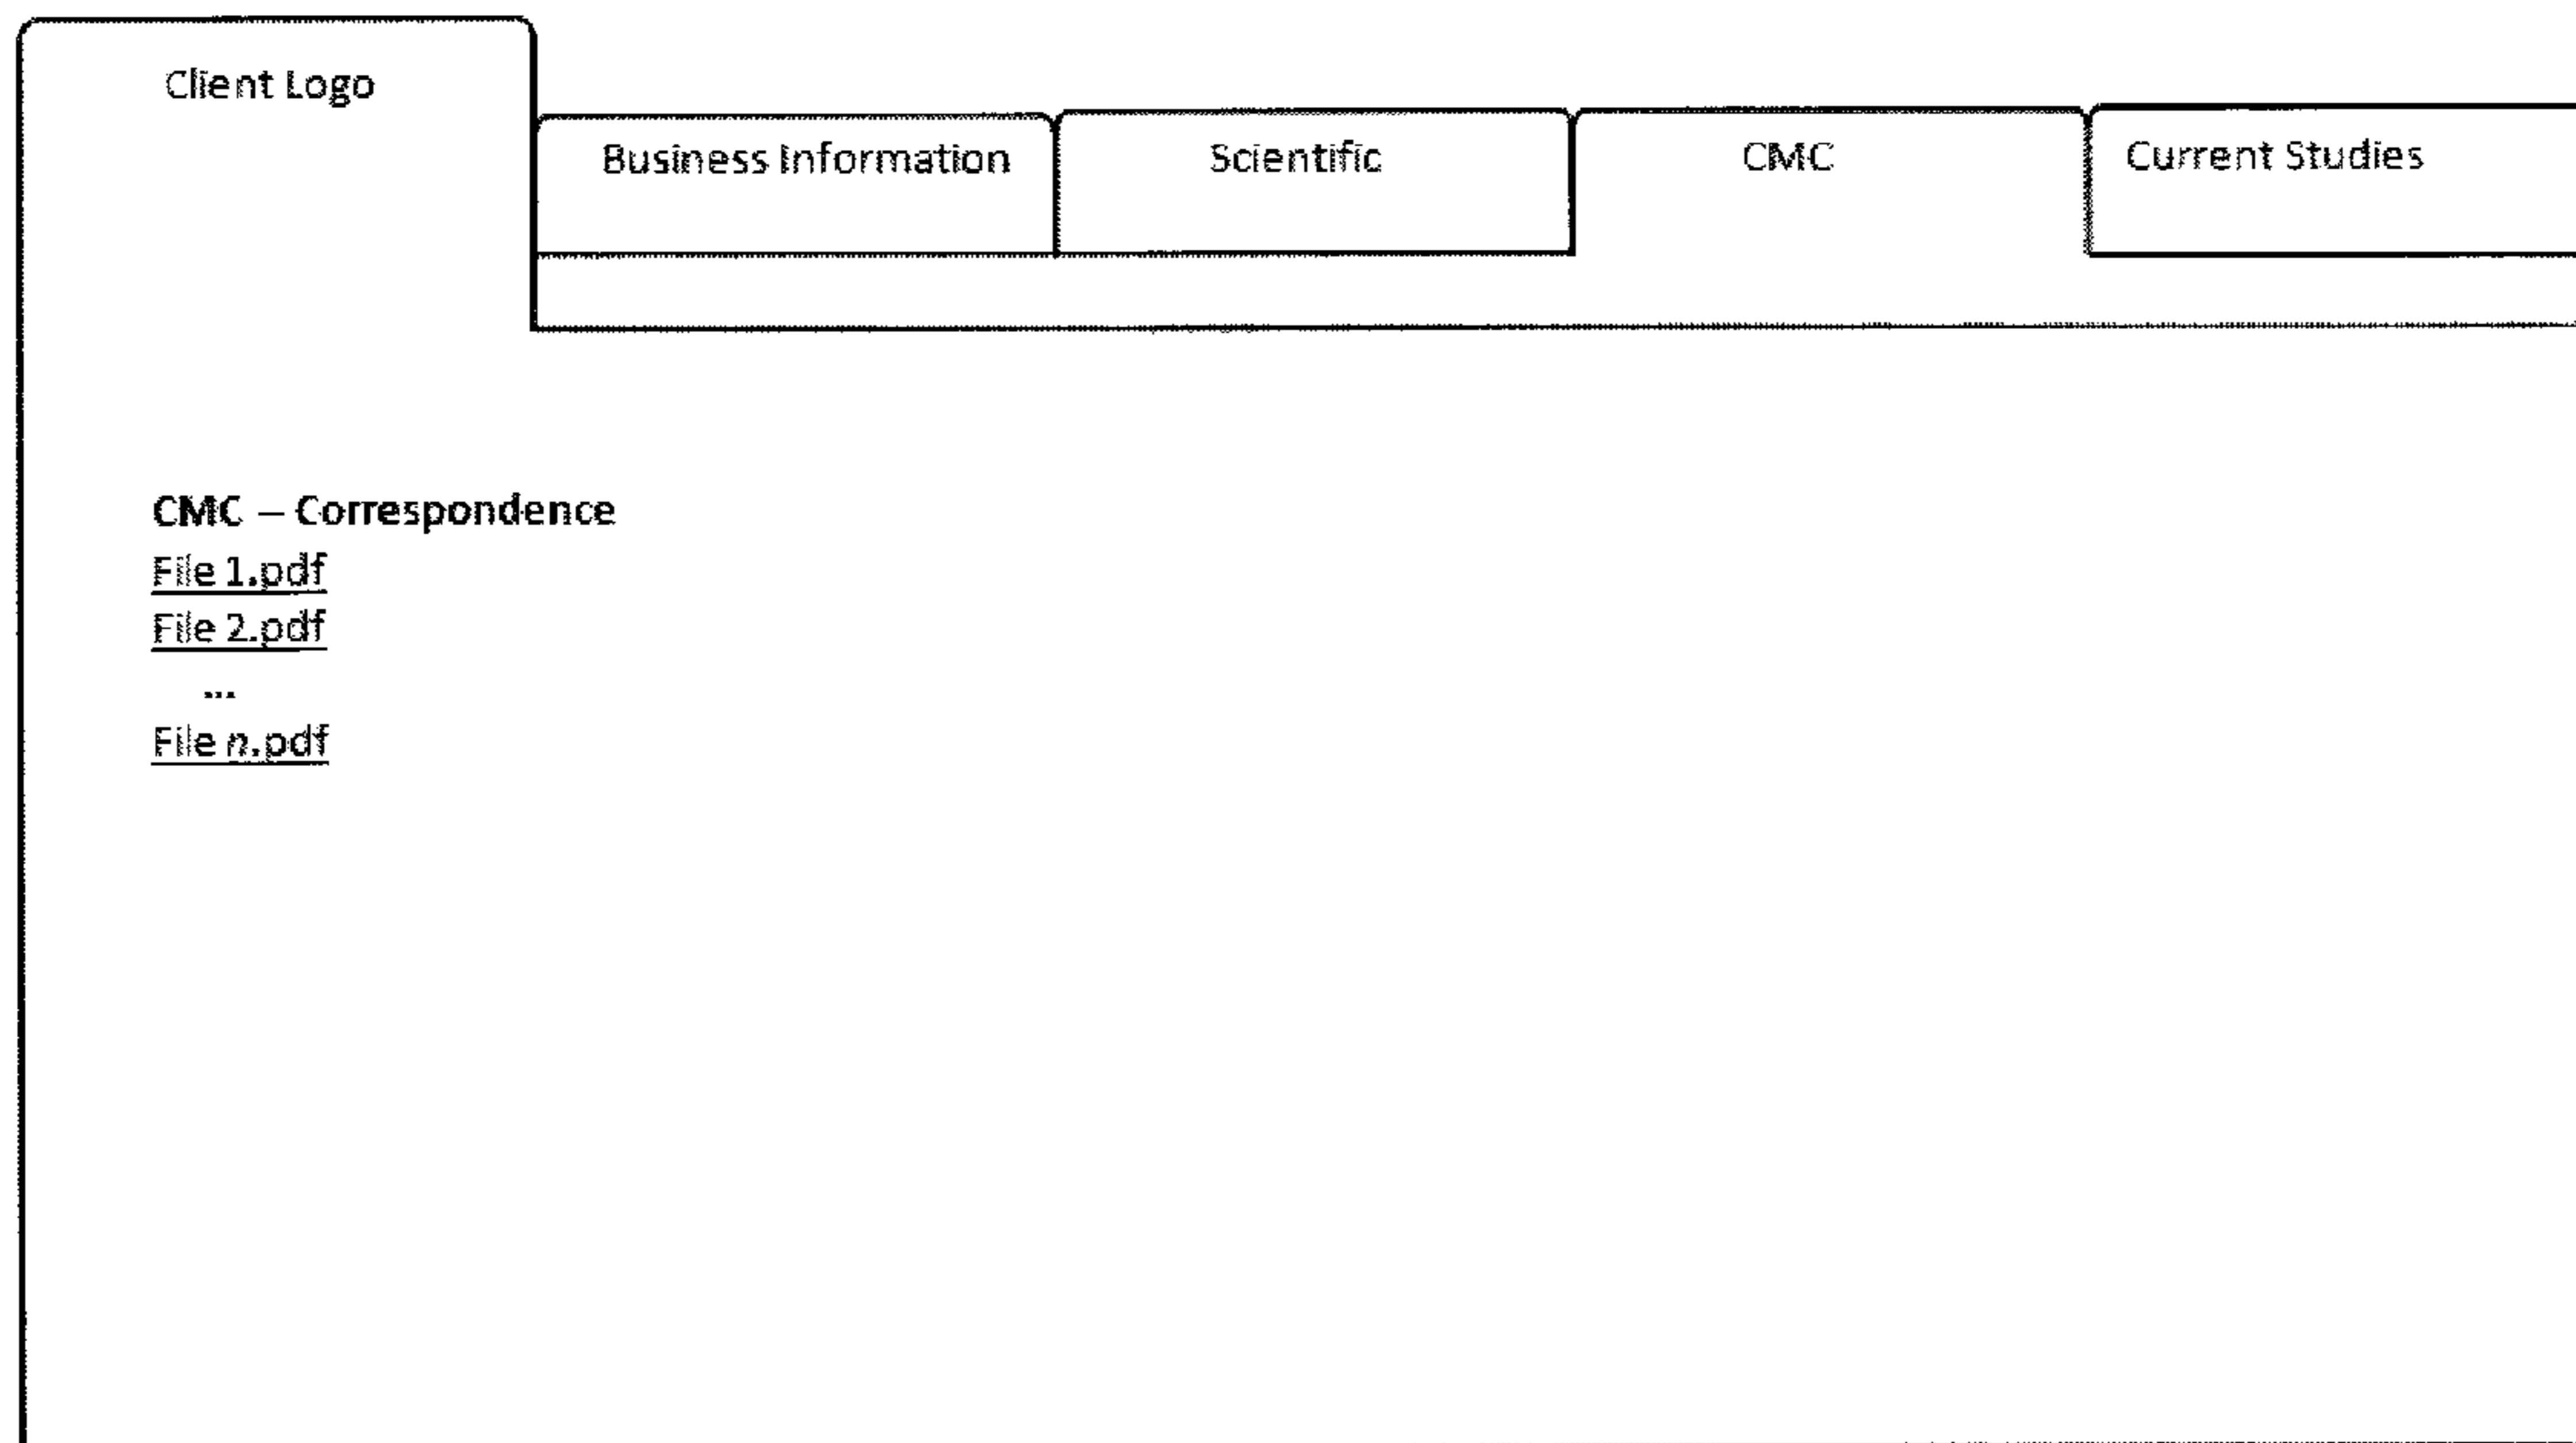 Client Logo
Business Information
Scientific
CMC
Current Studies
CMC – Correspondence
File 1.pdf
File 2.pdf
...
File n.pdf